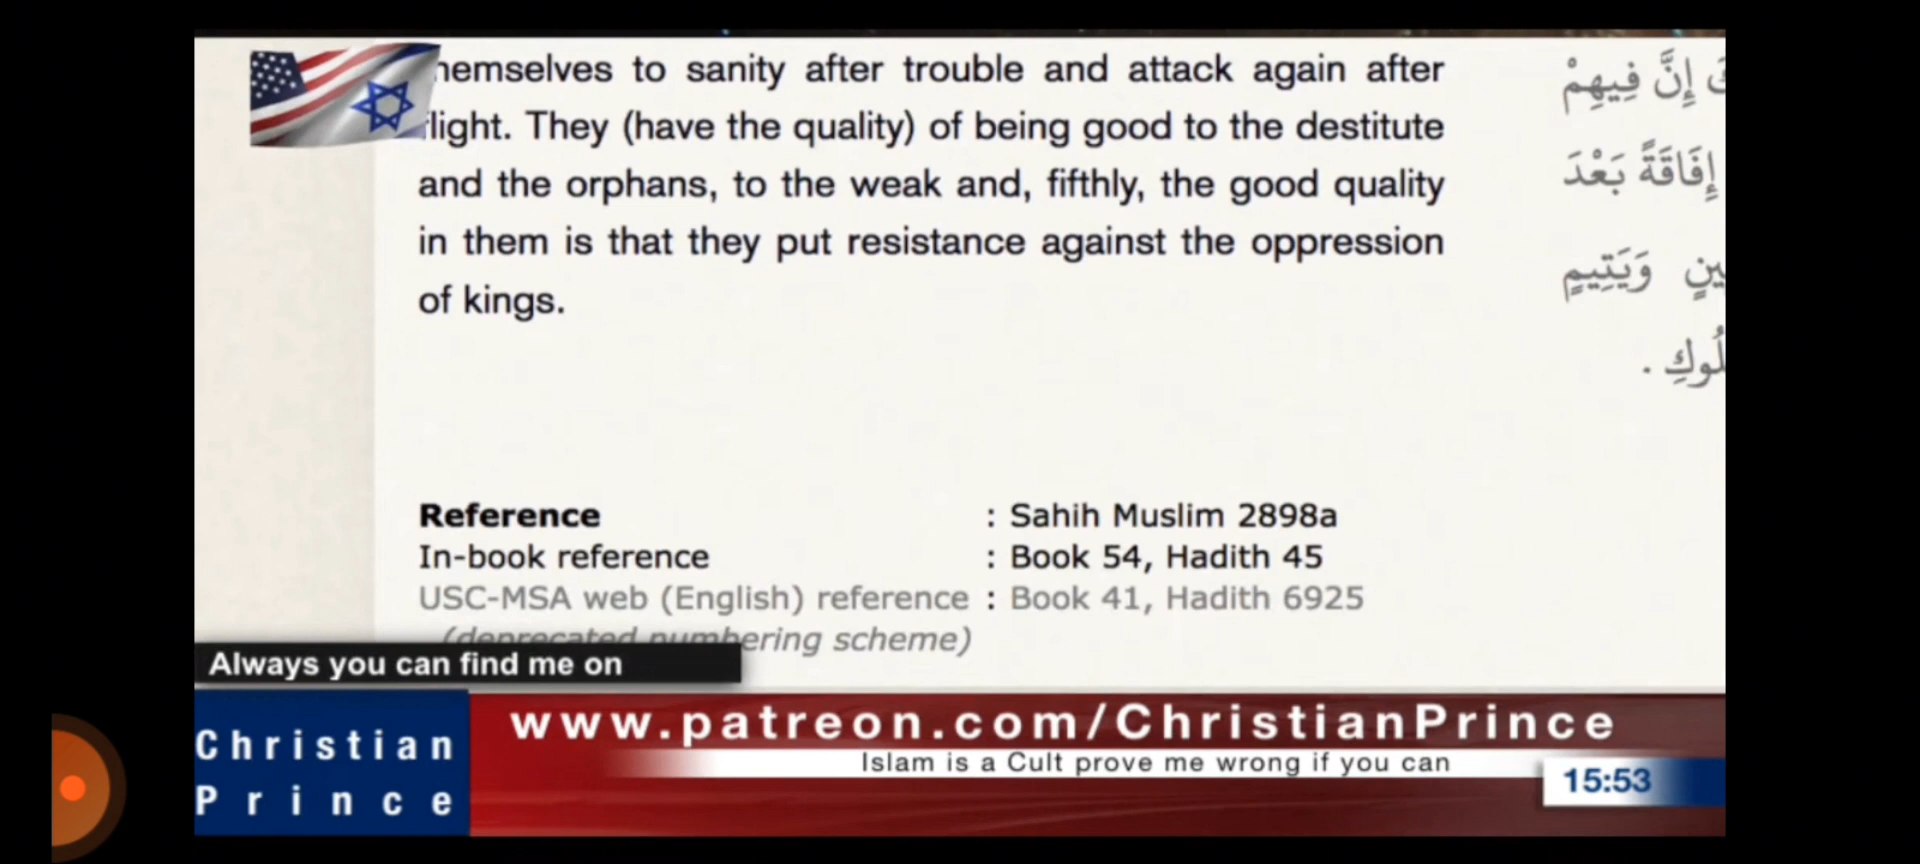 hemselves to sanity after trouble and attack again after
flight. They (have the quality) of being good to the destitute
and the orphans, to the weak and, fifthly, the good quality
in them is that they put resistance against the oppression
of kings.
إِنَّ فِيهِمْ
إِفَاقَةً بَعْدَ
وَيَتِيمٍ
Reference : Sahih Muslim 2898a
In-book reference : Book 54, Hadith 45
USC-MSA web (English) reference : Book 41, Hadith 6925
(deprecated numbering scheme)
Always you can find me on
Christian
Prince
www.patreon.com/ChristianPrince
Islam is a Cult prove me wrong if you can
15:53